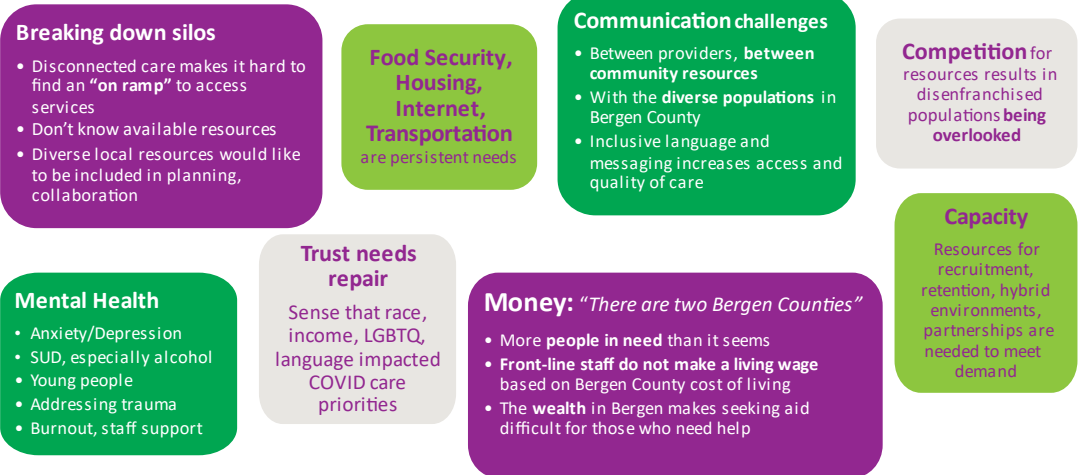 Breaking down silos
• Disconnected care makes it hard to
find an “on ramp” to access
services
• Don’t know available resources
• Diverse local resources would like
to be included in planning,
collaboration
Food Security,
Housing,
Internet,
Transportation
are persistent needs
Communication challenges
• Between providers, between
community resources
• With the diverse populations in
Bergen County
• Inclusive language and
messaging increases access and
quality of care
Competition for
resources results in
disenfranchised
populations being
overlooked
Mental Health
• Anxiety/Depression
• SUD, especially alcohol
• Young people
• Addressing trauma
• Burnout, staff support
Trust needs
repair
Sense that race,
income, LGBTQ,
language impacted
COVID care
priorities
Money: “There are two Bergen Counties”
• More people in need than it seems
• Front-line staff do not make a living wage
based on Bergen County cost of living
• The wealth in Bergen makes seeking aid
difficult for those who need help
Capacity
Resources for
recruitment,
retention, hybrid
environments,
partnerships are
needed to meet
demand